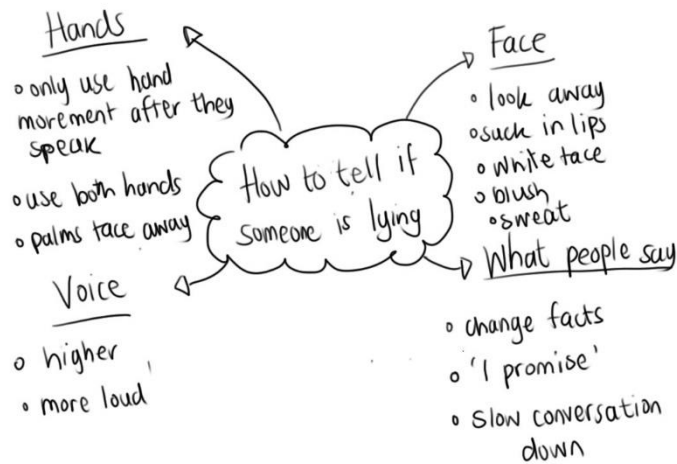 Hands
only use hand
movement after they
speak
use both hands
palms face away
Face
look away
suck in lips
white face
blush
sweat
How to tell if
someone is lying
Voice
higher
more loud
What people say
change facts
'I promise'
slow conversation
down